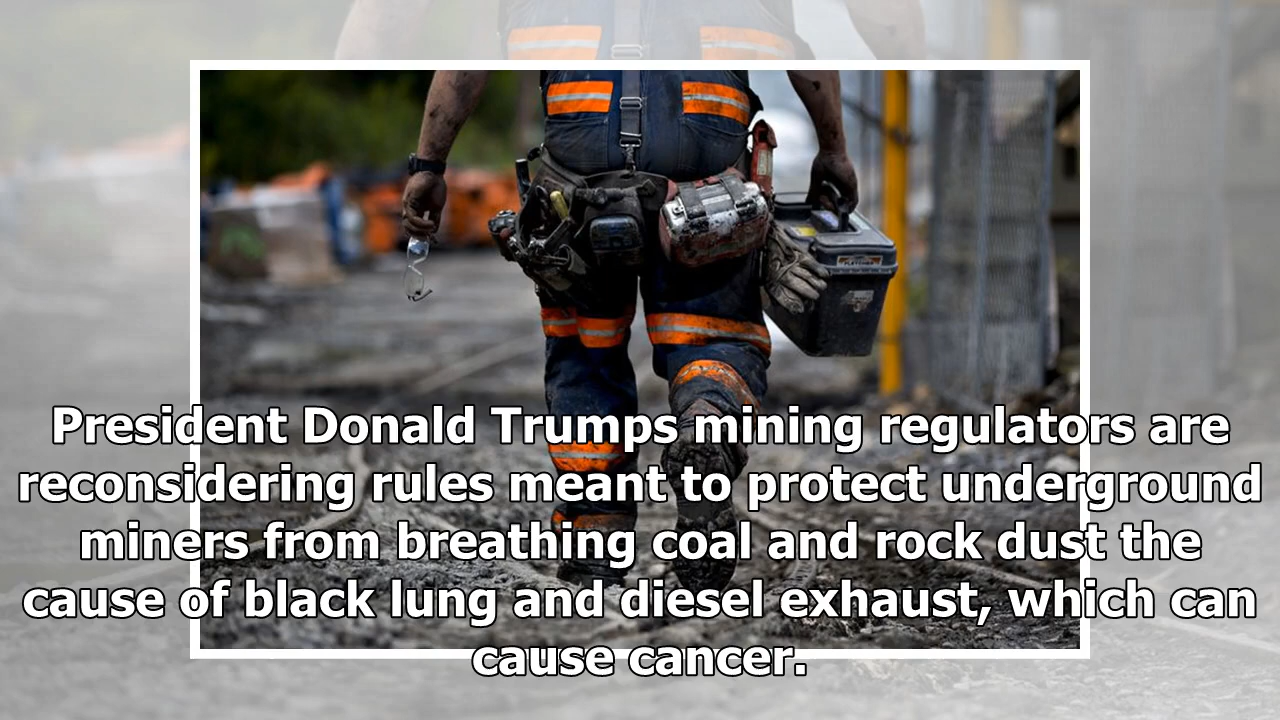 President Donald Trumps mining regulators are
reconsidering rules meant to protect underground
miners from breathing coal and rock dust the
cause of black lung and diesel exhaust, which can
cause cancer.